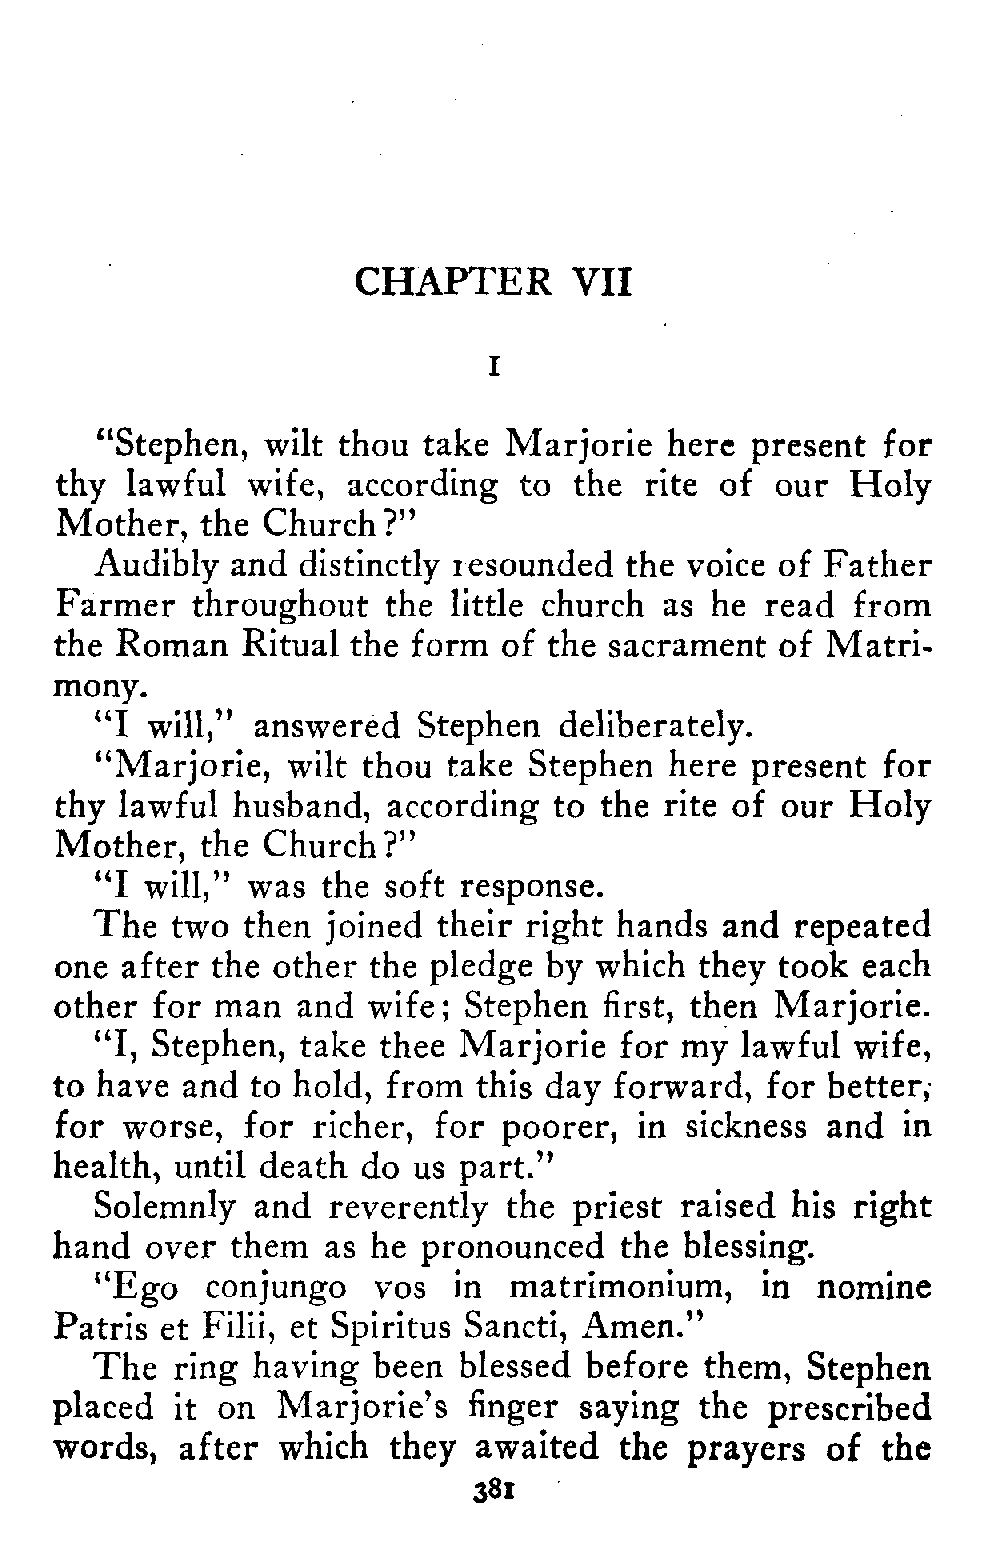 CHAPTER VII
I
“Stephen, wilt thou take Marjorie here present for
thy lawful wife, according to the rite of our Holy
Mother, the Church?”
Audibly and distinctly resounded the voice of Father
Farmer throughout the little church as he read from
the Roman Ritual the form of the sacrament of Matri-
mony.
“I will,” answered Stephen deliberately.
“Marjorie, wilt thou take Stephen here present for
thy lawful husband, according to the rite of our Holy
Mother, the Church?”
“I will,” was the soft response.
The two then joined their right hands and repeated
one after the other the pledge by which they took each
other for man and wife; Stephen first, then Marjorie.
“I, Stephen, take thee Marjorie for my lawful wife,
to have and to hold, from this day forward, for better,
for worse, for richer, for poorer, in sickness and in
health, until death do us part.”
Solemnly and reverently the priest raised his right
hand over them as he pronounced the blessing.
“Ego conjungo vos in matrimonium, in nomine
Patris et Filii, et Spiritus Sancti, Amen.”
The ring having been blessed before them, Stephen
placed it on Marjorie’s finger saying the prescribed
words, after which they awaited the prayers of the
381